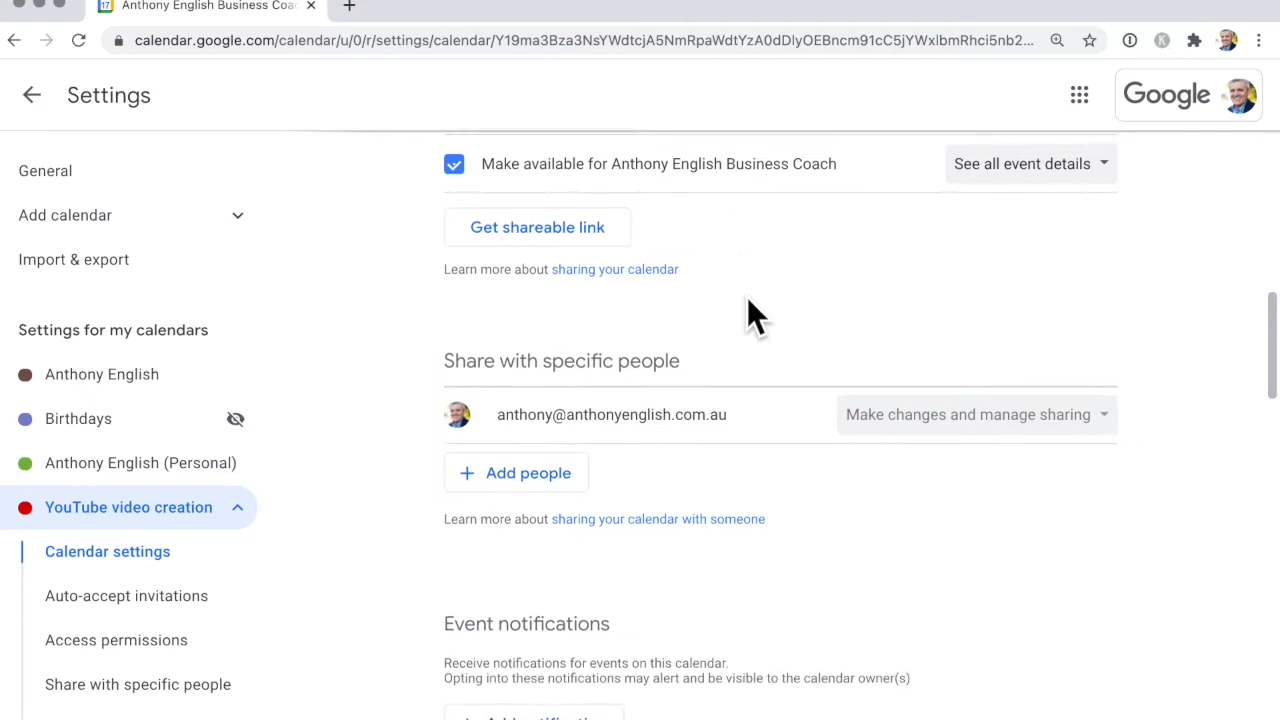 Anthony English Business Coa
calendar.google.com/calendar/u/0/r/settings/calendar/Y19ma3Bza3NsYWdtcjA5NmRpaWdtYzA0dDlyOEBncm91cC5jYWxlbmRhci5nb2...
Settings
Google
General
Add calendar
Import & export
Settings for my calendars
Anthony English
Birthdays
Anthony English (Personal)
YouTube video creation
Calendar settings
Auto-accept invitations
Access permissions
Share with specific people
Make available for Anthony English Business Coach
See all event details
Get shareable link
Learn more about sharing your calendar
Share with specific people
anthony@anthonyenglish.com.au
Make changes and manage sharing
+ Add people
Learn more about sharing your calendar with someone
Event notifications
Receive notifications for events on this calendar.
Opting into these notifications may alert and be visible to the calendar owner(s)